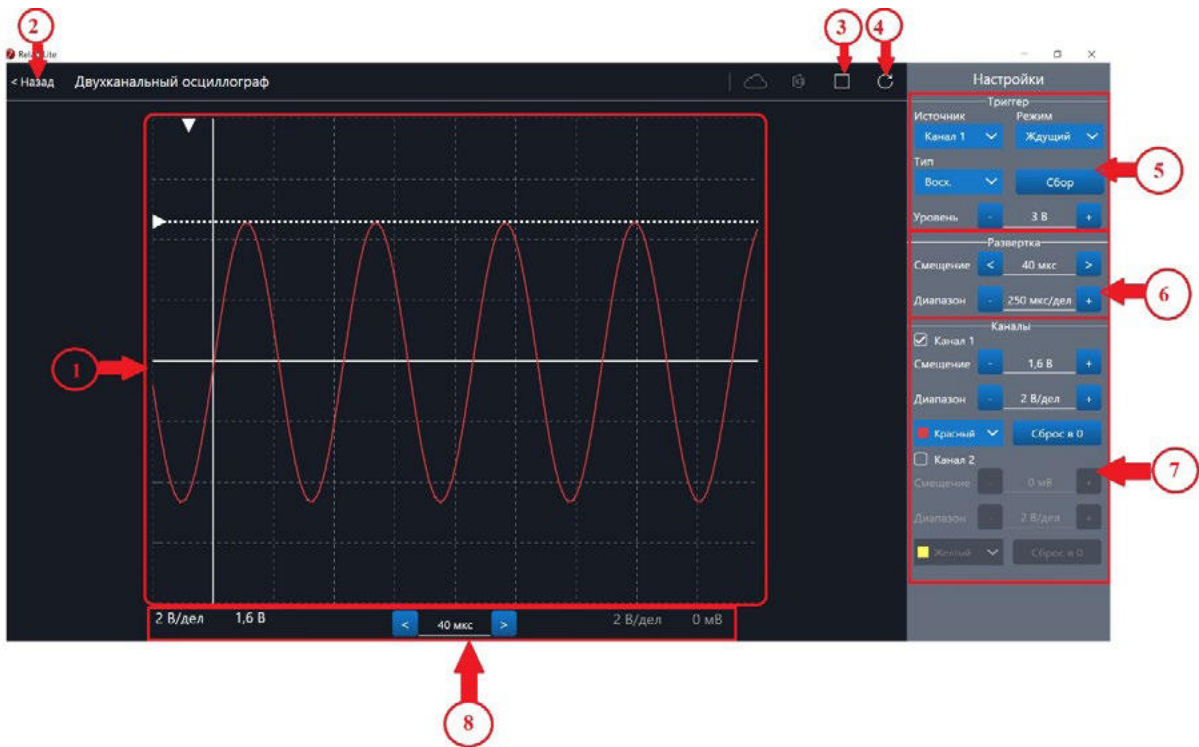 2
3
4
Relab Lite
< Назад Двухканальный осциллограф
Настройки
Триггер
Источник Режим
Канал 1 Ждущий
Тип
Восх. Сбор
5
Уровень - 3 В +
Развертка
Смещение < 40 мкс >
Диапазон - 250 мкс/дел +
6
Каналы
Канал 1
Смещение - 1,6 В +
1
Диапазон - 2 В/дел +
Красный Сброс в 0
Канал 2
7
Смещение - 0 мВ +
Диапазон - 2 В/дел +
Желтый Сброс в 0
2 В/дел 1,6 В < 40 мкс > 2 В/дел 0 мВ
8